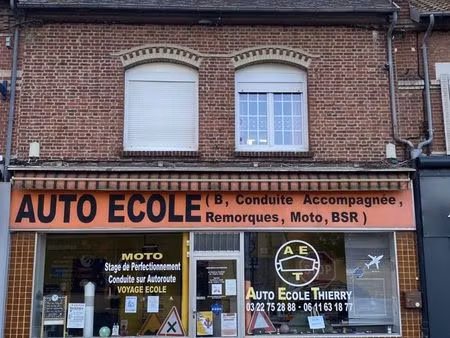 AUTO ECOLE ( B, Conduite Accompagnée,
Remorques, Moto, BSR )
MOTO
Stage de Perfectionnement
Conduite sur Autoroute
VOYAGE ECOLE
A E T
AUTO ECOLE THIERRY
03 22 75 28 88 - 06 11 63 18 77